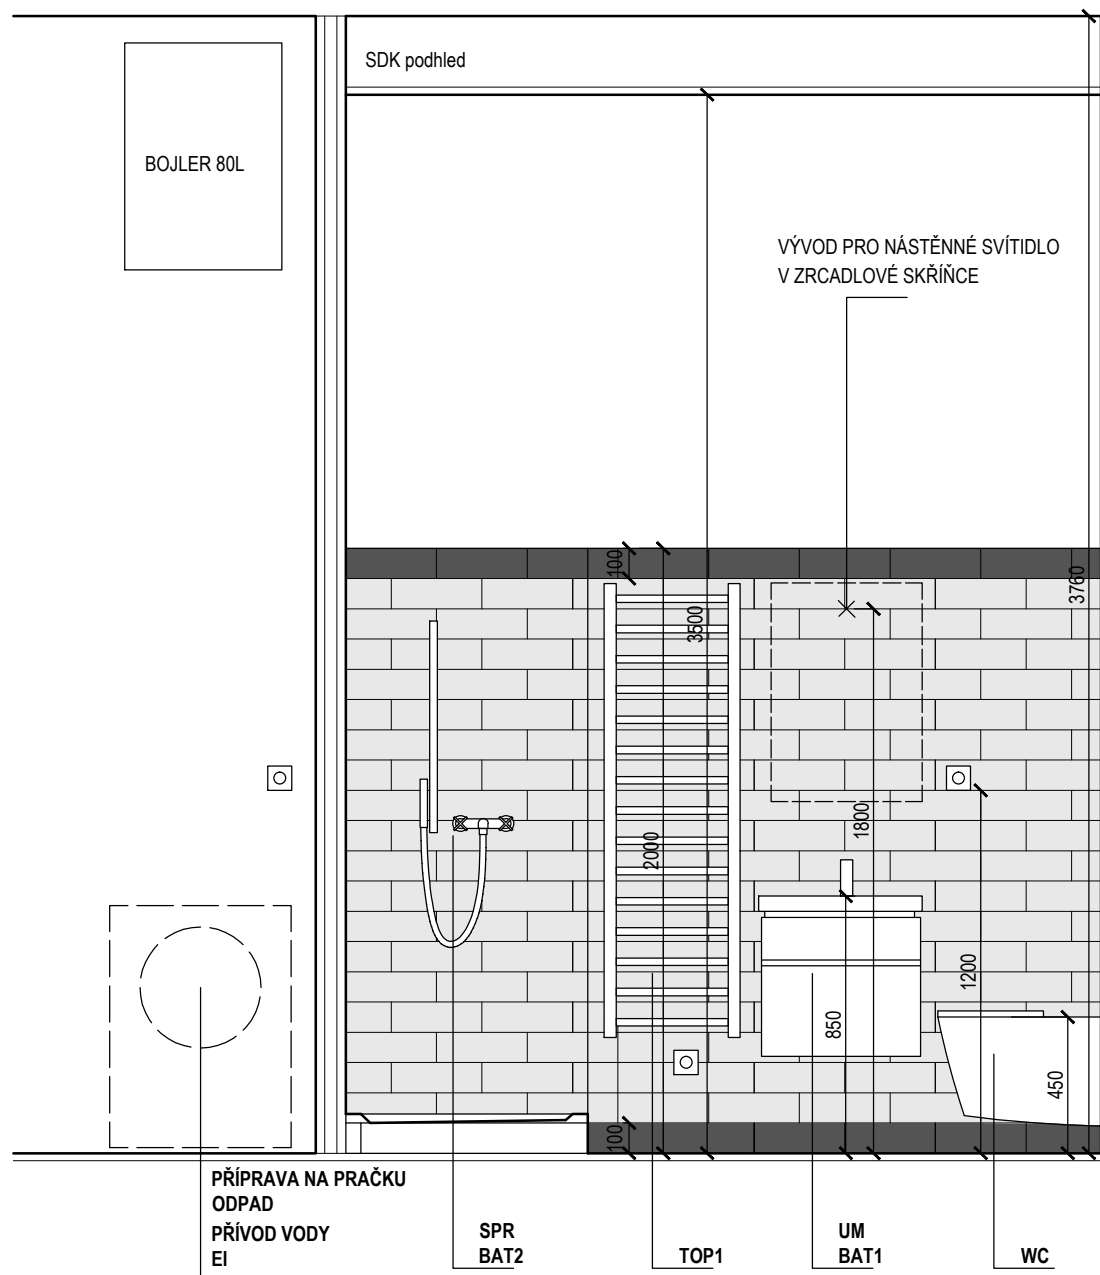 SDK podhled
BOJLER 80L
VÝVOD PRO NÁSTĚNNÉ SVÍTIDLO
V ZRCADLOVÉ SKŘÍŇCE
100
3760
3500
1800
2000
1200
850
450
100
PŘÍPRAVA NA PRAČKU
ODPAD
PŘÍVOD VODY
EI
SPR
BAT2
TOP1
UM
BAT1
WC